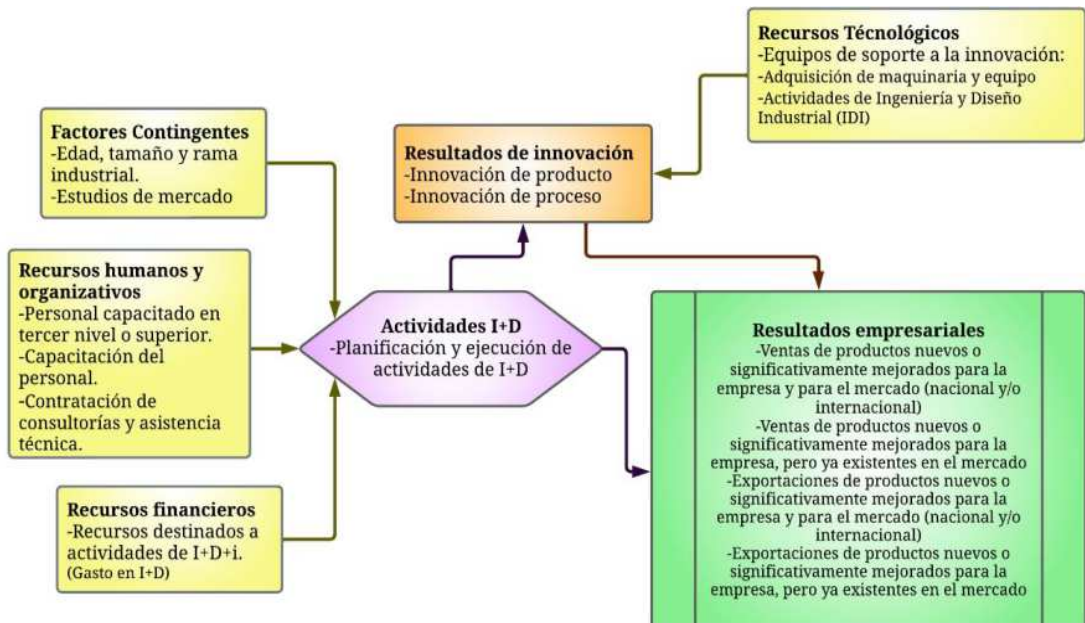 Recursos Técnológicos
-Equipos de soporte a la innovación:
-Adquisición de maquinaria y equipo
-Actividades de Ingeniería y Diseño
Industrial (IDI)
Factores Contingentes
-Edad, tamaño y rama
industrial.
-Estudios de mercado
Resultados de innovación
-Innovación de producto
-Innovación de proceso
Recursos humanos y
organizativos
-Personal capacitado en
tercer nivel o superior.
-Capacitación del
personal.
-Contratación de
consultorías y asistencia
técnica.
Actividades I+D
-Planificación y ejecución de
actividades de I+D
Resultados empresariales
-Ventas de productos nuevos o
significativamente mejorados para la
empresa y para el mercado (nacional y/o
internacional)
-Ventas de productos nuevos o
significativamente mejorados para la
empresa, pero ya existentes en el mercado
-Exportaciones de productos nuevos o
significativamente mejorados para la
empresa y para el mercado (nacional y/o
internacional)
-Exportaciones de productos nuevos o
significativamente mejorados para la
empresa, pero ya existentes en el mercado
Recursos financieros
-Recursos destinados a
actividades de I+D+i.
(Gasto en I+D)